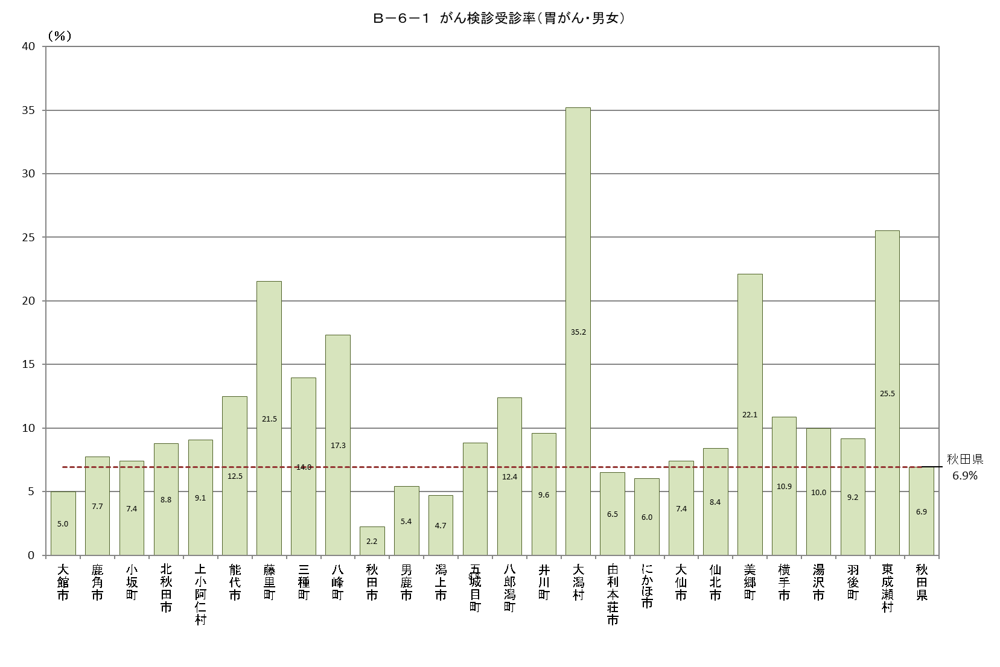 Ｂ－６－１　がん検診受診率（胃がん・男女）
（％）
40
35
30
25
20
15
10
5
0
5.0
7.7
7.4
8.8
9.1
12.5
21.5
14.0
17.3
2.2
5.4
4.7
8.8
12.4
9.6
35.2
6.5
6.0
7.4
8.4
22.1
10.9
10.0
9.2
25.5
6.9
秋田県
6.9%
大館市
鹿角市
小坂町
北秋田市
上小阿仁村
能代市
藤里町
三種町
八峰町
秋田市
男鹿市
潟上市
五城目町
八郎潟町
井川町
大潟村
由利本荘市
にかほ市
大仙市
仙北市
美郷町
横手市
湯沢市
羽後町
東成瀬村
秋田県